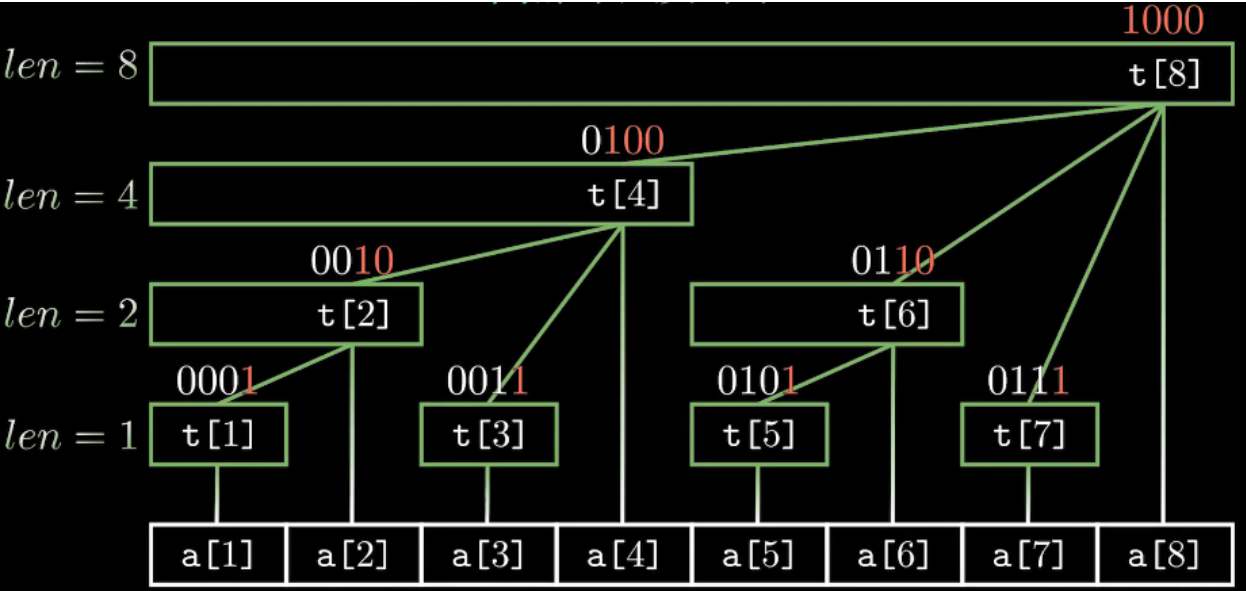 1000
len = 8 t[8]
0100
len = 4 t[4]
0010 0110
len = 2 t[2] t[6]
0001 0011 0101 0111
len = 1 t[1] t[3] t[5] t[7]
a[1] a[2] a[3] a[4] a[5] a[6] a[7] a[8]